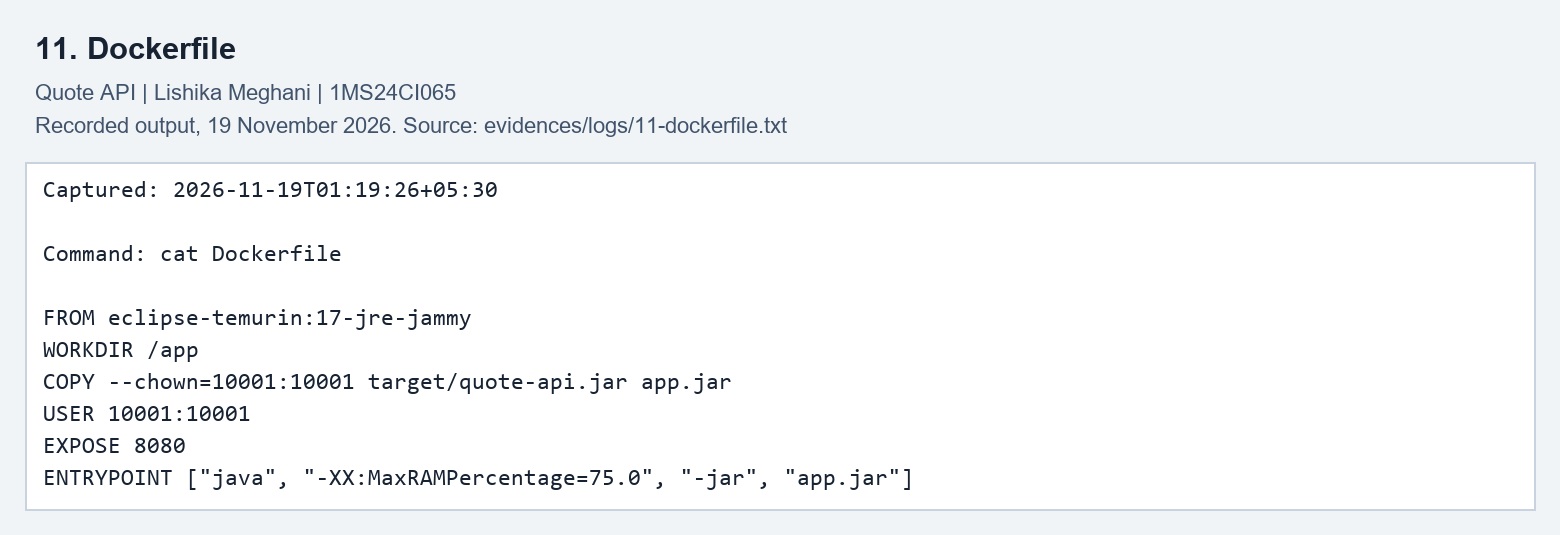 11. Dockerfile
Quote API | Lishika Meghani | 1MS24CI065
Recorded output, 19 November 2026. Source: evidences/logs/11-dockerfile.txt
Captured: 2026-11-19T01:19:26+05:30
Command: cat Dockerfile
FROM eclipse-temurin:17-jre-jammy
WORKDIR /app
COPY --chown=10001:10001 target/quote-api.jar app.jar
USER 10001:10001
EXPOSE 8080
ENTRYPOINT ["java", "-XX:MaxRAMPercentage=75.0", "-jar", "app.jar"]